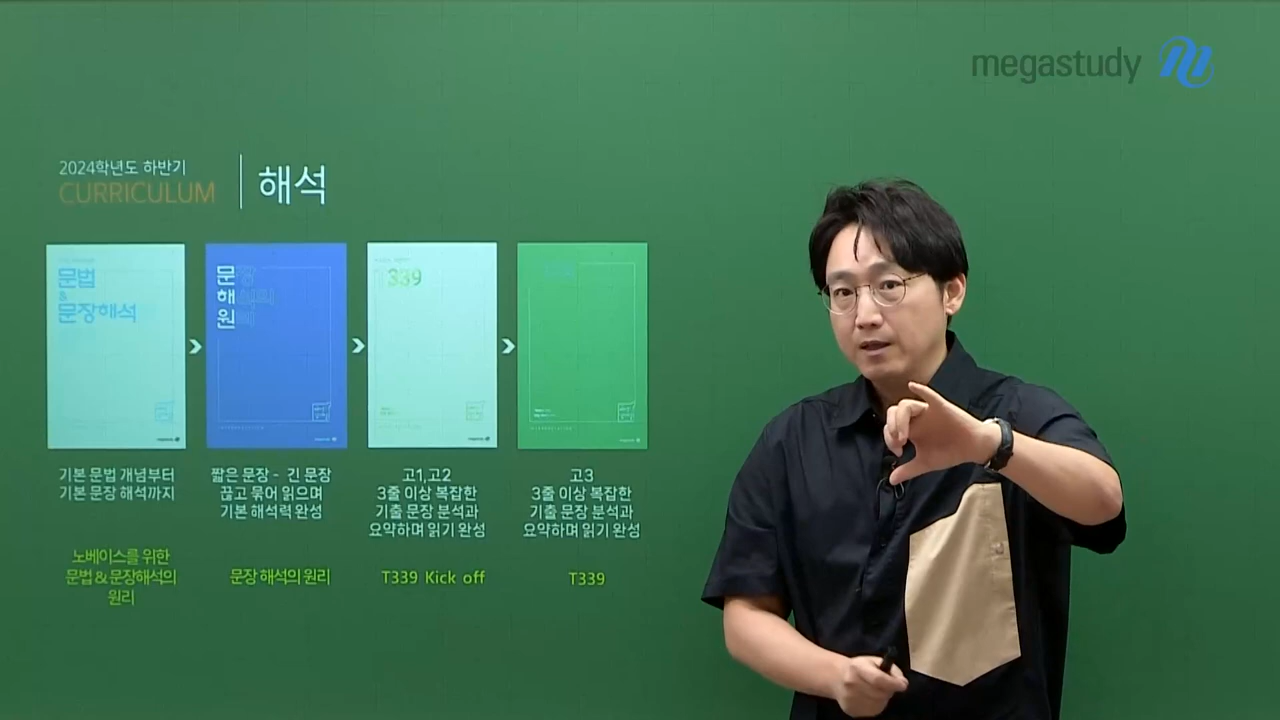 megastudy
2024학년도 하반기
CURRICULUM
해석
문법
&
문장해석
문장
해석의
원리
T339
기본 문법 개념부터
기본 문장 해석까지
짧은 문장 - 긴 문장
끊고 묶어 읽으며
기본 해석력 완성
고1,고2
3줄 이상 복잡한
기출 문장 분석과
요약하며 읽기 완성
고3
3줄 이상 복잡한
기출 문장 분석과
요약하며 읽기 완성
노베이스를 위한
문법 & 문장해석의
원리
문장 해석의 원리
T339 Kick off
T339